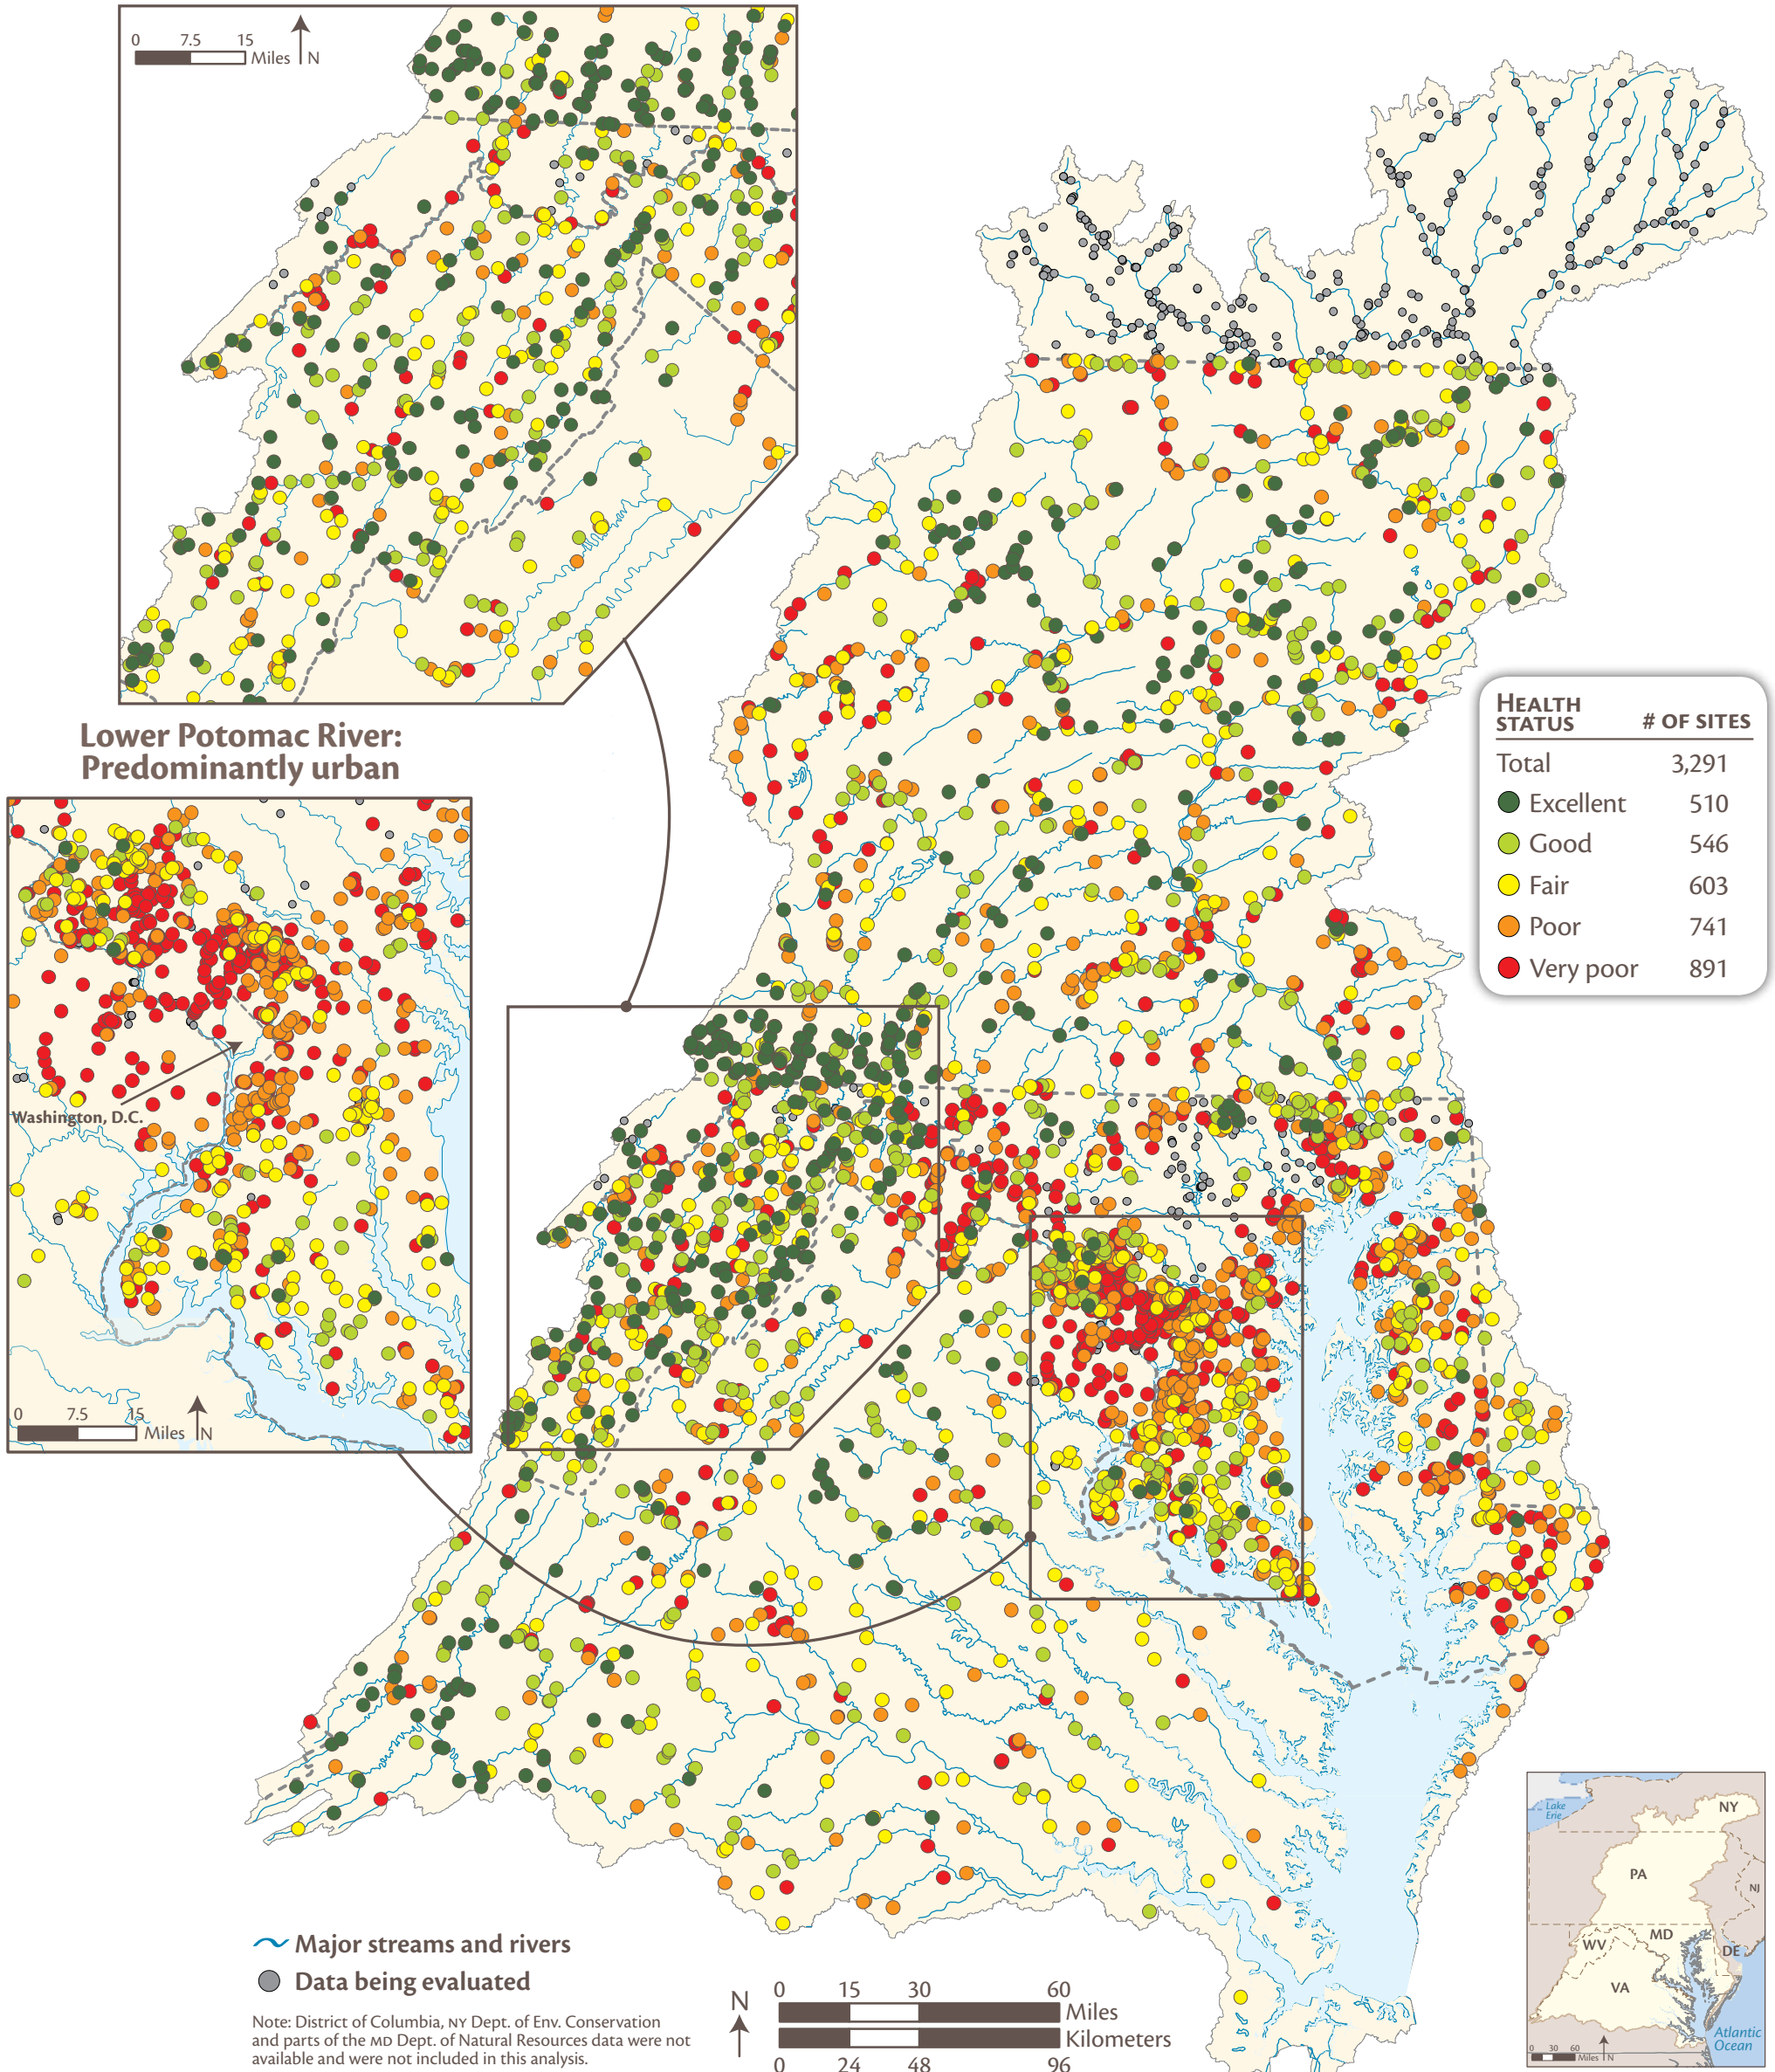 0 7.5 15
Miles N
Lower Potomac River:
Predominantly urban
Washington, D.C.
0 7.5 15
Miles N
HEALTH
STATUS # OF SITES
Total 3,291
Excellent 510
Good 546
Fair 603
Poor 741
Very poor 891
Major streams and rivers
Data being evaluated
Note: District of Columbia, NY Dept. of Env. Conservation
and parts of the MD Dept. of Natural Resources data were not
available and were not included in this analysis.
N
0 15 30 60
Miles
Kilometers
0 24 48 96
Lake
Erie
NY
PA
NJ
MD
WV
DE
VA
Atlantic
Ocean
0 30 60
Miles N